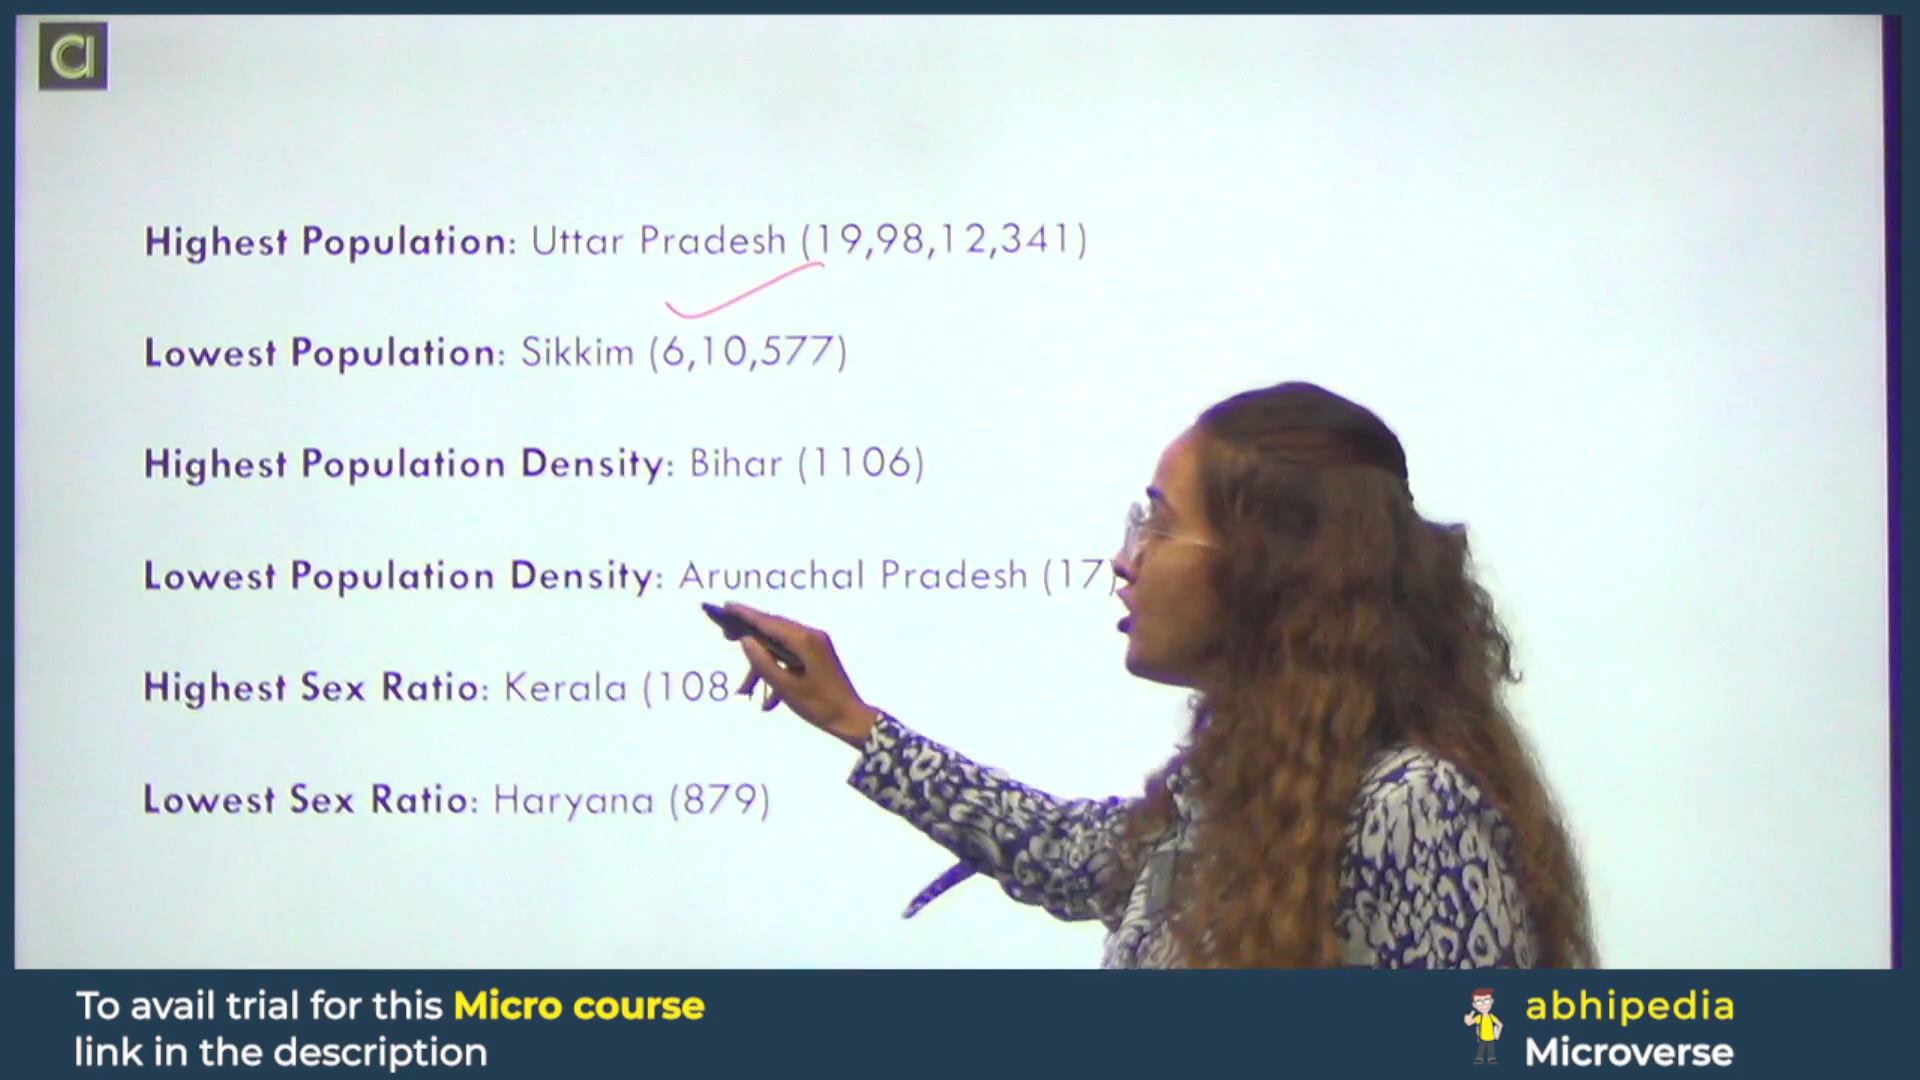 a
Highest Population: Uttar Pradesh (19,98,12,341)
Lowest Population: Sikkim (6,10,577)
Highest Population Density: Bihar (1106)
Lowest Population Density: Arunachal Pradesh (17)
Highest Sex Ratio: Kerala (1084)
Lowest Sex Ratio: Haryana (879)
To avail trial for this Micro course
link in the description
abhipedia
Microverse